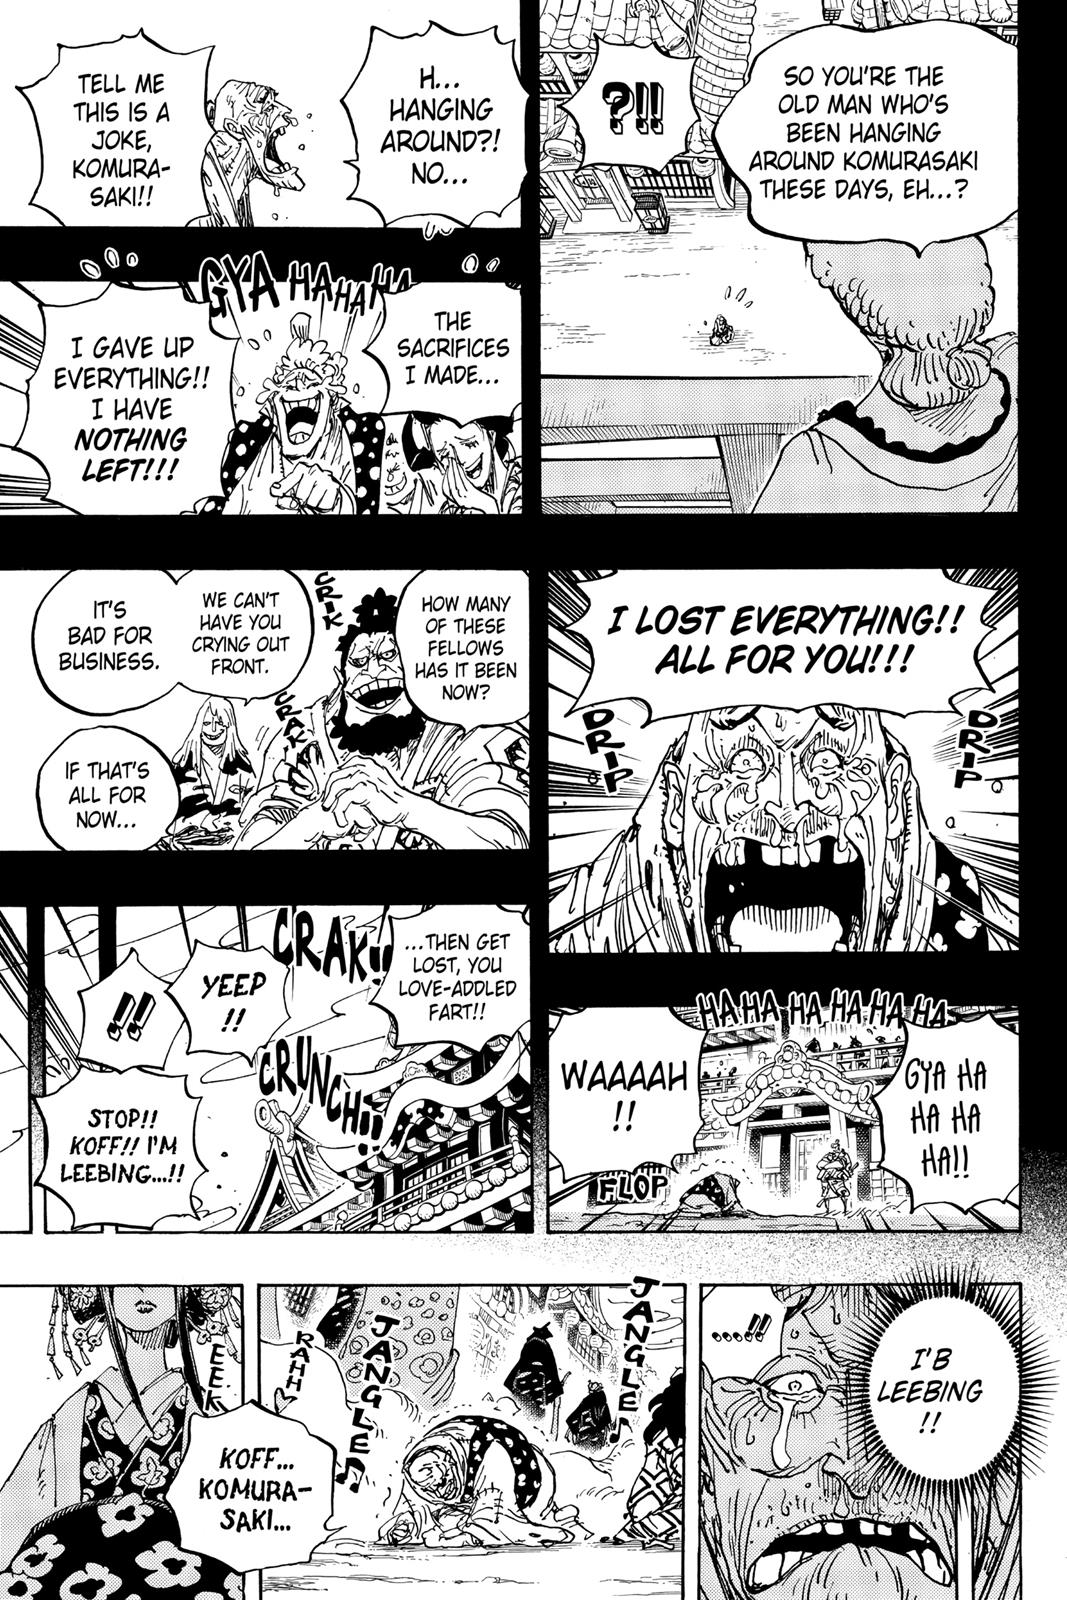 SO YOU'RE THE
OLD MAN WHO'S
BEEN HANGING
AROUND KOMURASAKI
THESE DAYS, EH...?
?!!
H...
HANGING
AROUND?!
NO...
TELL ME
THIS IS A
JOKE,
KOMURA-
SAKI!!
THE
SACRIFICES
I MADE...
GYA HAHAHA
I GAVE UP
EVERYTHING!!
I HAVE
NOTHING
LEFT!!!
I LOST EVERYTHING!!
ALL FOR YOU!!!
DRIP
DRIP
HOW MANY
OF THESE
FELLOWS
HAS IT BEEN
NOW?
CRIK
CRAK
WE CAN'T
HAVE YOU
CRYING OUT
FRONT.
IT'S
BAD FOR
BUSINESS.
IF THAT'S
ALL FOR
NOW...
HA HA HA HA HA HA HA
GYA HA
HA HA
HA!!
WAAAAH
!!
FLOP
...THEN GET
LOST, YOU
LOVE-ADDLED
FART!!
CRAK!!
CRUNCH!!
YEEP
!!
!!
STOP!!
KOFF!! I'M
LEEBING...!!
I'B
LEEBING
!!
....!!
JANGLE♪
JANGLE♪
RAHH
EEK
KOFF...
KOMURA-
SAKI...